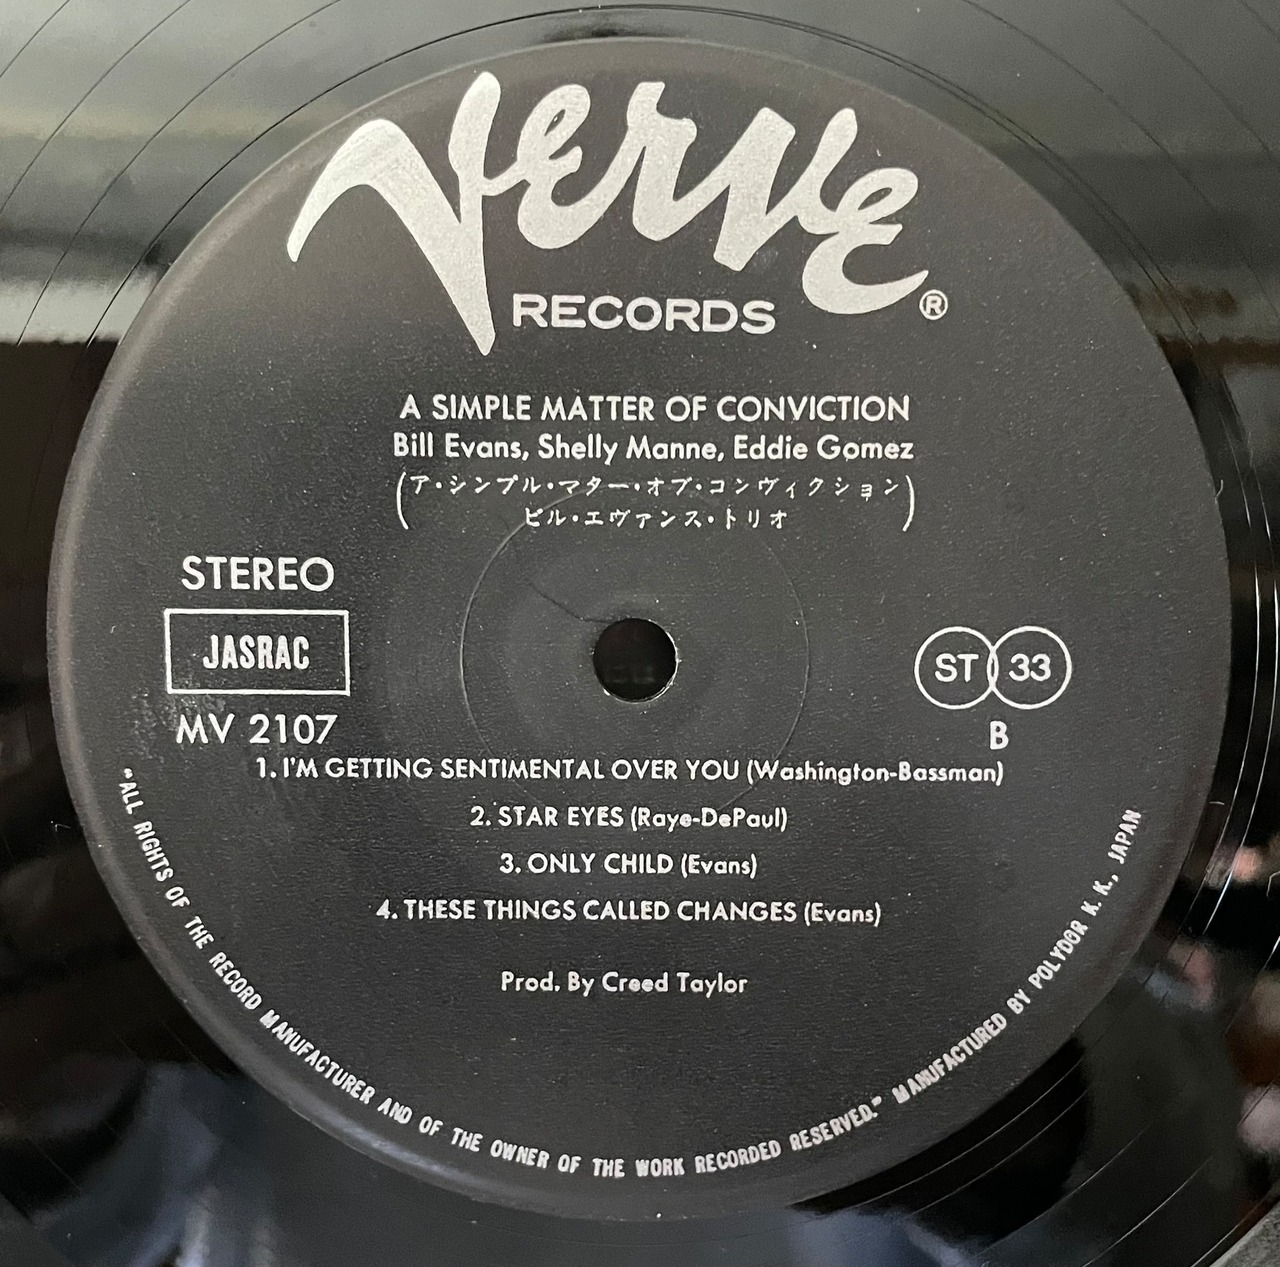 Verve
RECORDS ®
A SIMPLE MATTER OF CONVICTION
Bill Evans, Shelly Manne, Eddie Gomez
(ア・シンプル・マター・オブ・コンヴィクション
ビル・エヴァンス・トリオ)
STEREO
JASRAC
MV 2107
ST 33
B
1. I'M GETTING SENTIMENTAL OVER YOU (Washington-Bassman)
2. STAR EYES (Raye-DePaul)
3. ONLY CHILD (Evans)
4. THESE THINGS CALLED CHANGES (Evans)
Prod. By Creed Taylor
"ALL RIGHTS OF THE RECORD MANUFACTURER AND OF THE OWNER OF THE WORK RECORDED RESERVED." MANUFACTURED BY POLYDOR K. K., JAPAN